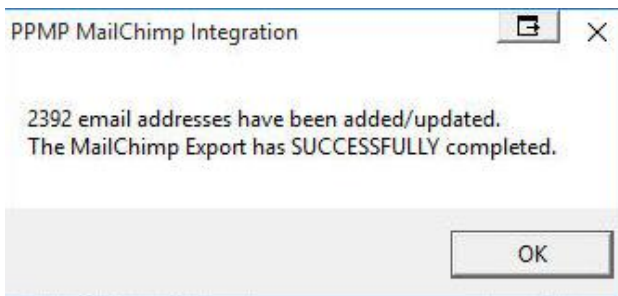 PPMP MailChimp Integration
2392 email addresses have been added/updated.
The MailChimp Export has SUCCESSFULLY completed.
OK